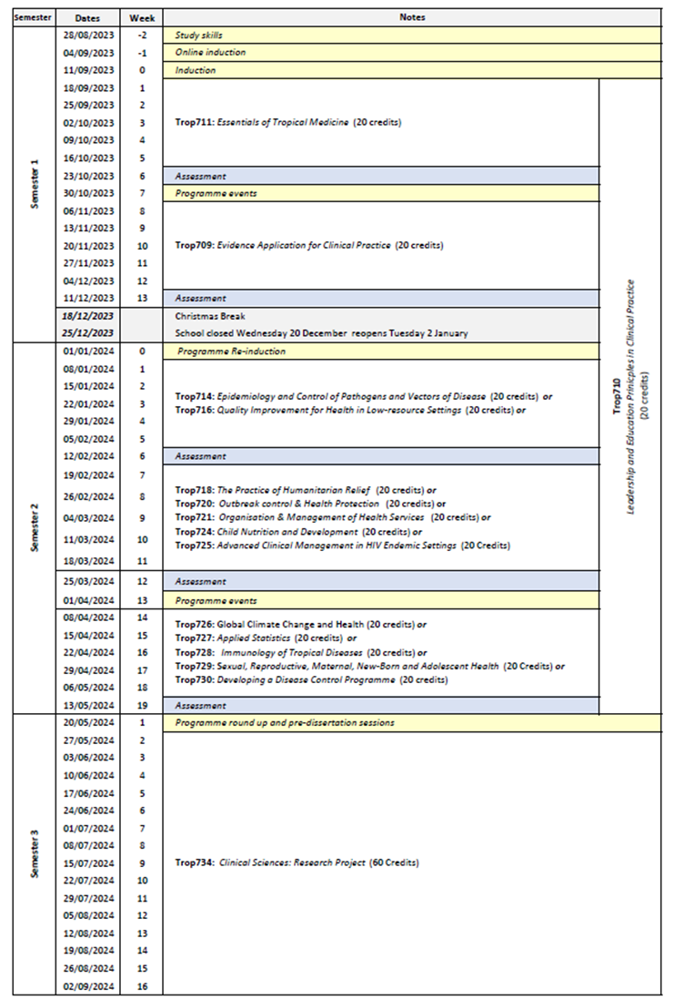 Semester Dates Week Notes
28/08/2023 -2 Study skills
04/09/2023 -1 Online induction
11/09/2023 0 Induction
18/09/2023 1
25/09/2023 2
02/10/2023 3 Trop711: Essentials of Tropical Medicine (20 credits)
09/10/2023 4
16/10/2023 5
Semester 1
23/10/2023 6 Assessment
30/10/2023 7 Programme events
06/11/2023 8
13/11/2023 9
20/11/2023 10 Trop709: Evidence Application for Clinical Practice (20 credits)
27/11/2023 11
04/12/2023 12
11/12/2023 13 Assessment
18/12/2023 Christmas Break
25/12/2023 School closed Wednesday 20 December reopens Tuesday 2 January
Trop710
Leadership and Education Prinicples in Clinical Practice
(20 credits)
01/01/2024 0 Programme Re-induction
08/01/2024 1
15/01/2024 2
Trop714: Epidemiology and Control of Pathogens and Vectors of Disease (20 credits) or
22/01/2024 3
Trop716: Quality Improvement for Health in Low-resource Settings (20 credits) or
29/01/2024 4
05/02/2024 5
12/02/2024 6 Assessment
19/02/2024 7
Trop718: The Practice of Humanitarian Relief (20 credits) or
26/02/2024 8
Trop720: Outbreak control & Health Protection (20 credits) or
Semester 2
04/03/2024 9 Trop721: Organisation & Management of Health Services (20 credits) or
Trop724: Child Nutrition and Development (20 credits) or
11/03/2024 10
Trop725: Advanced Clinical Management in HIV Endemic Settings (20 Credits)
18/03/2024 11
25/03/2024 12 Assessment
01/04/2024 13 Programme events
08/04/2024 14
Trop726: Global Climate Change and Health (20 credits) or
15/04/2024 15 Trop727: Applied Statistics (20 credits) or
22/04/2024 16 Trop728: Immunology of Tropical Diseases (20 credits) or
29/04/2024 17 Trop729: Sexual, Reproductive, Maternal, New-Born and Adolescent Health (20 Credits) or
Trop730: Developing a Disease Control Programme (20 credits)
06/05/2024 18
13/05/2024 19 Assessment
20/05/2024 1 Programme round up and pre-dissertation sessions
27/05/2024 2
03/06/2024 3
10/06/2024 4
17/06/2024 5
24/06/2024 6
01/07/2024 7
08/07/2024 8
Semester 3
15/07/2024 9 Trop734: Clinical Sciences: Research Project (60 Credits)
22/07/2024 10
29/07/2024 11
05/08/2024 12
12/08/2024 13
19/08/2024 14
26/08/2024 15
02/09/2024 16